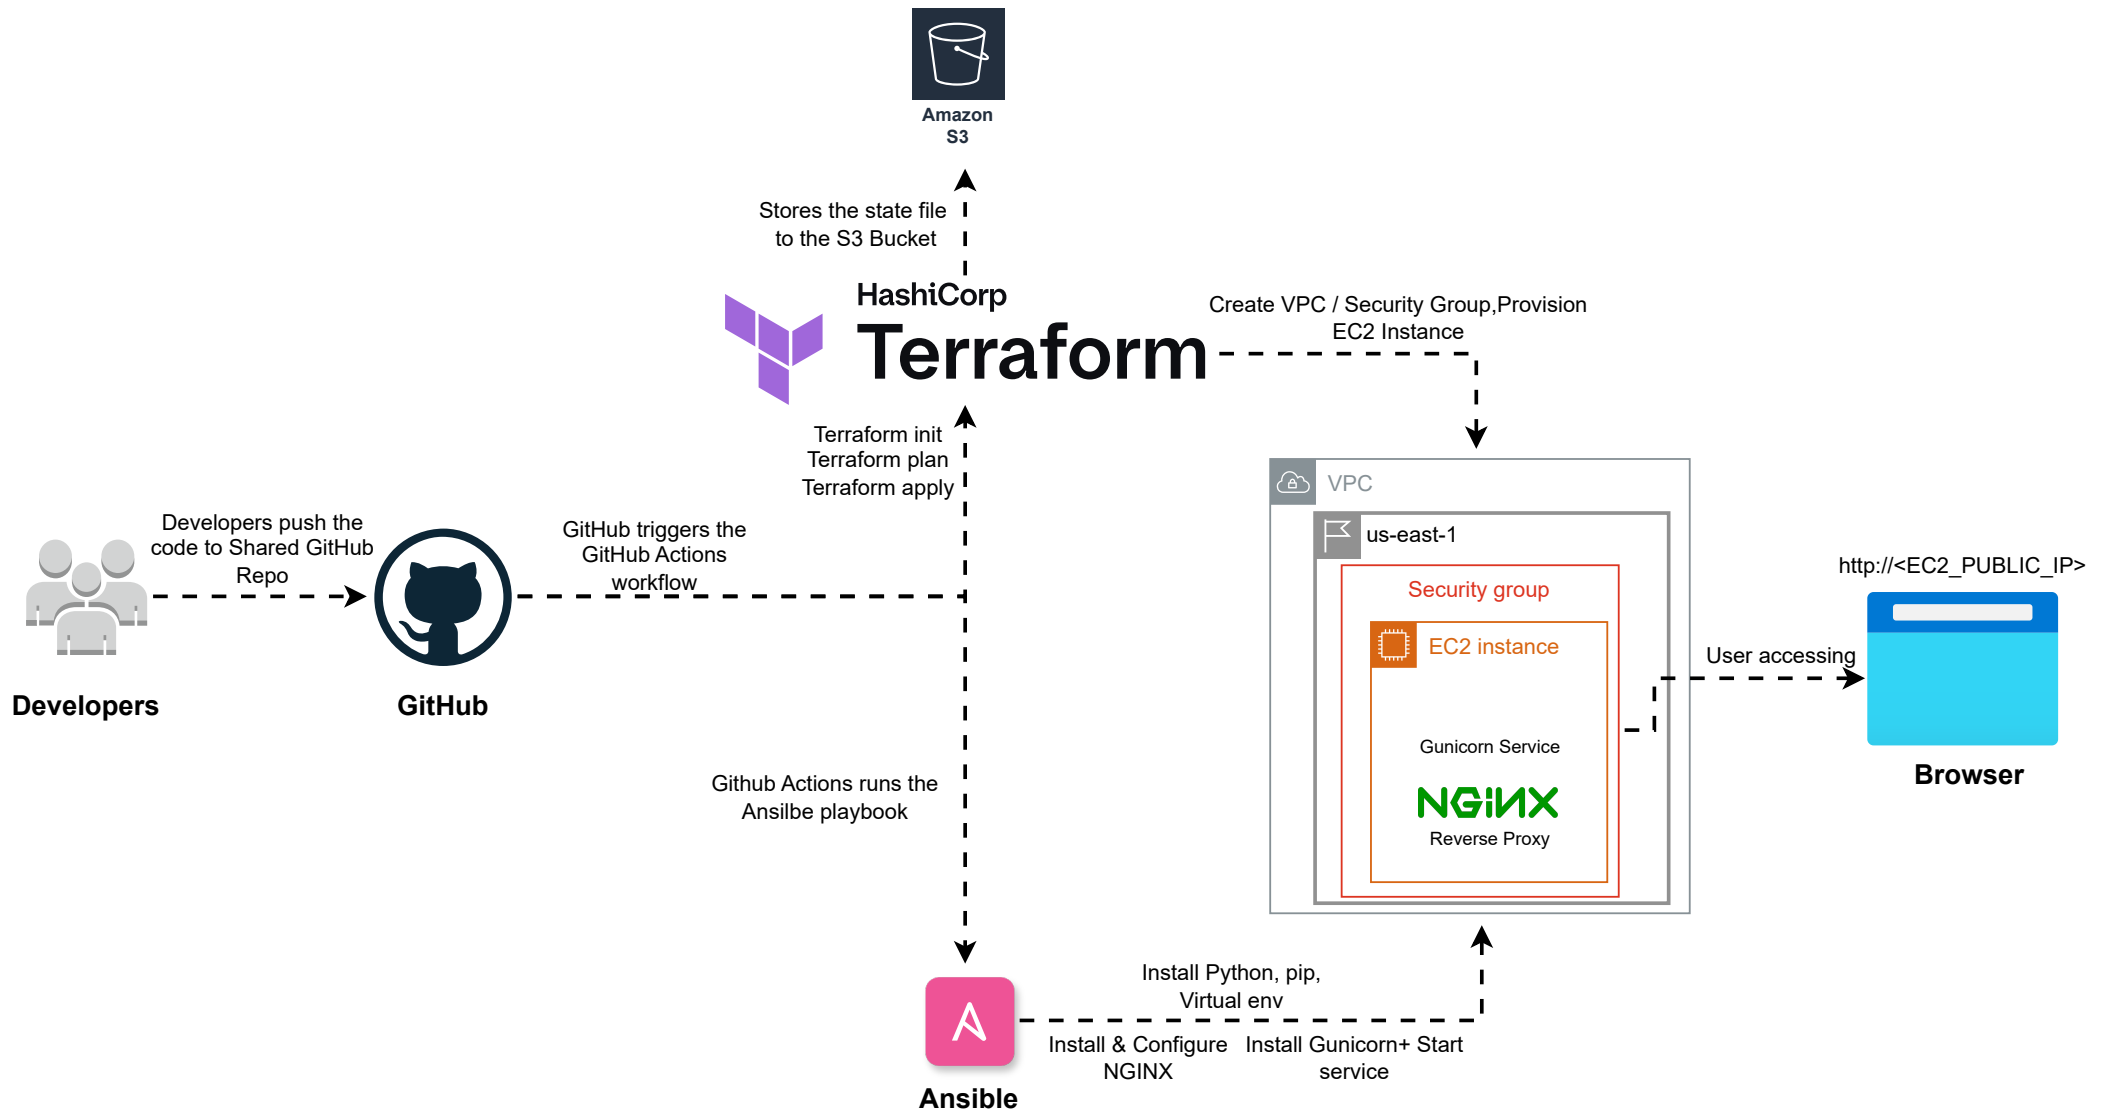 Amazon
S3
Stores the state file
to the S3 Bucket
HashiCorp
Terraform
Create VPC / Security Group,Provision
EC2 Instance
Terraform init
Terraform plan
Terraform apply
Developers push the
code to Shared GitHub
Repo
GitHub triggers the
GitHub Actions
workflow
Developers
GitHub
VPC
us-east-1
Security group
EC2 instance
Gunicorn Service
NGINX
Reverse Proxy
http://<EC2_PUBLIC_IP>
User accessing
Browser
Github Actions runs the
Ansilbe playbook
Install Python, pip,
Virtual env
Install & Configure
NGINX
Install Gunicorn+ Start
service
Ansible